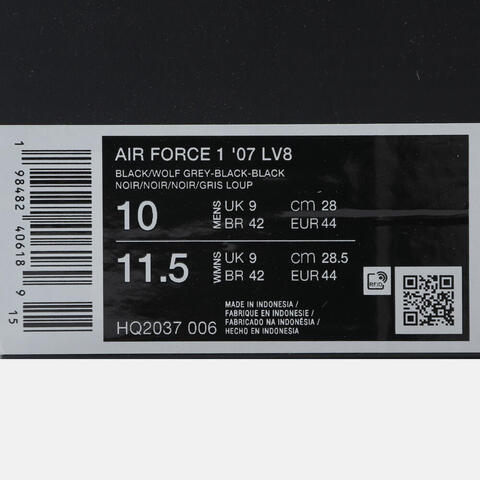 AIR FORCE 1 '07 LV8
BLACK/WOLF GREY-BLACK-BLACK
NOIR/NOIR/NOIR/GRIS LOUP
10 MENS UK 9 cm 28
BR 42 EUR 44
11.5 WMNS UK 9 cm 28.5
BR 42 EUR 44
RFID
MADE IN INDONESIA/
FABRIQUE EN INDONESIE/
FABRICADO NA INDONÉSIA/
HECHO EN INDONESIA
HQ2037 006
1 98482 40618 9 15